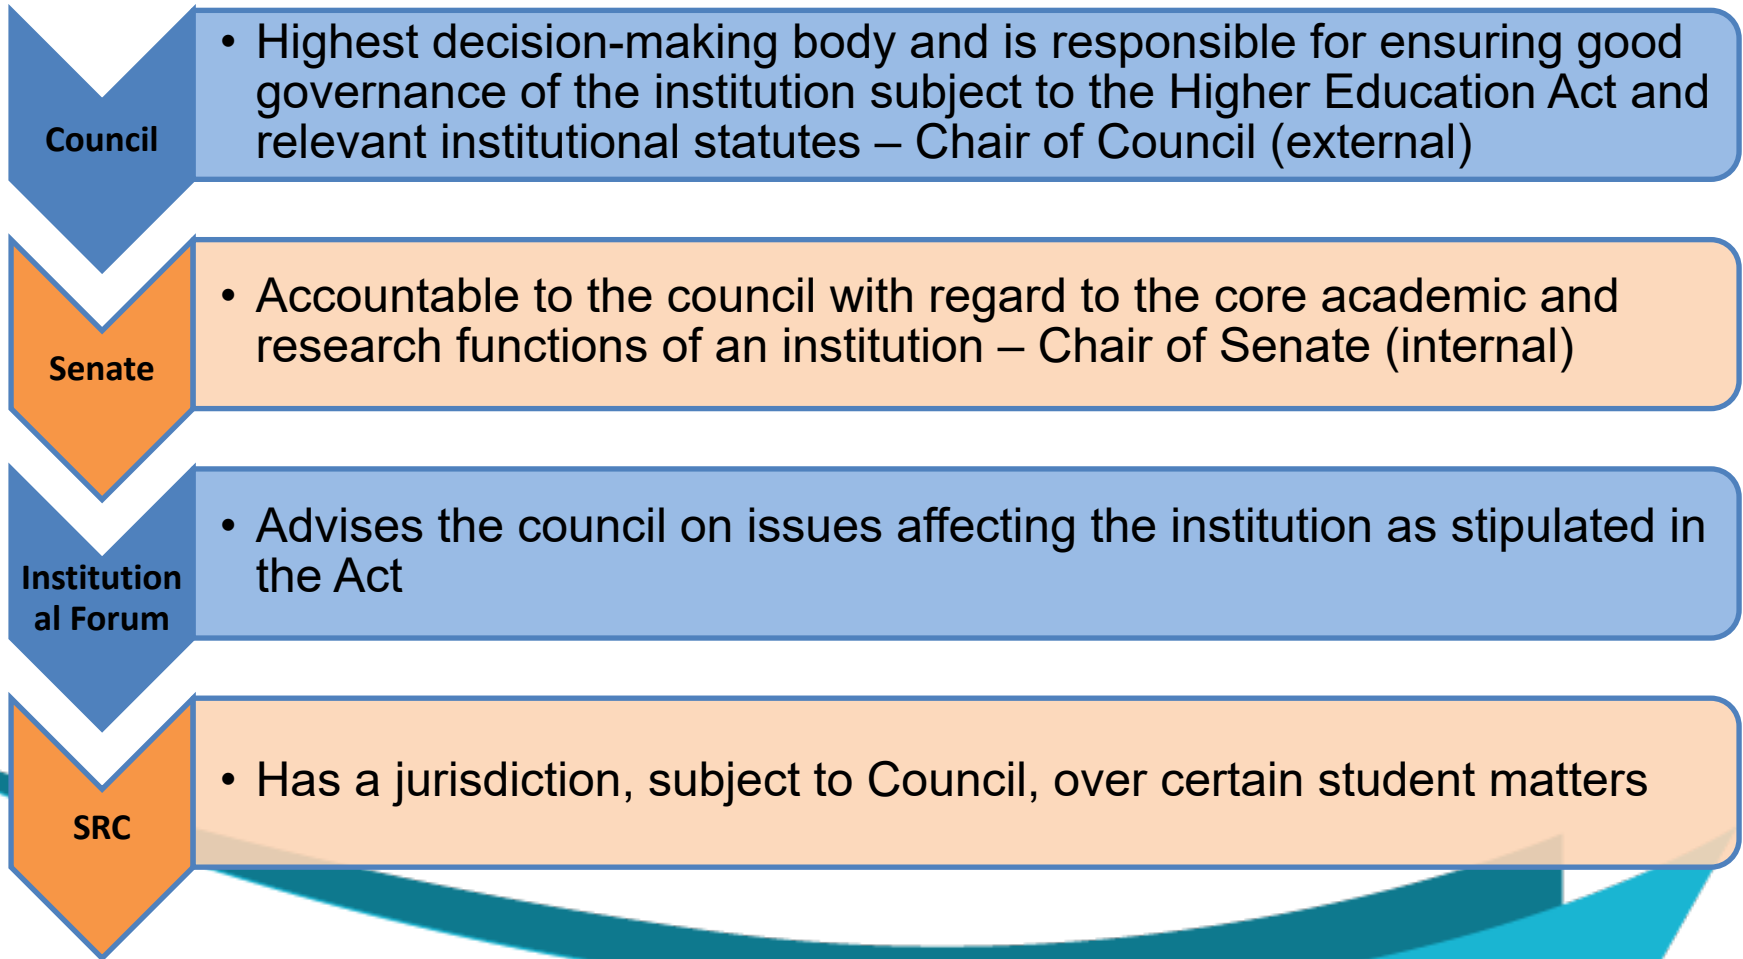 Council
• Highest decision-making body and is responsible for ensuring good
governance of the institution subject to the Higher Education Act and
relevant institutional statutes – Chair of Council (external)
Senate
• Accountable to the council with regard to the core academic and
research functions of an institution – Chair of Senate (internal)
Institution
al Forum
• Advises the council on issues affecting the institution as stipulated in
the Act
SRC
• Has a jurisdiction, subject to Council, over certain student matters